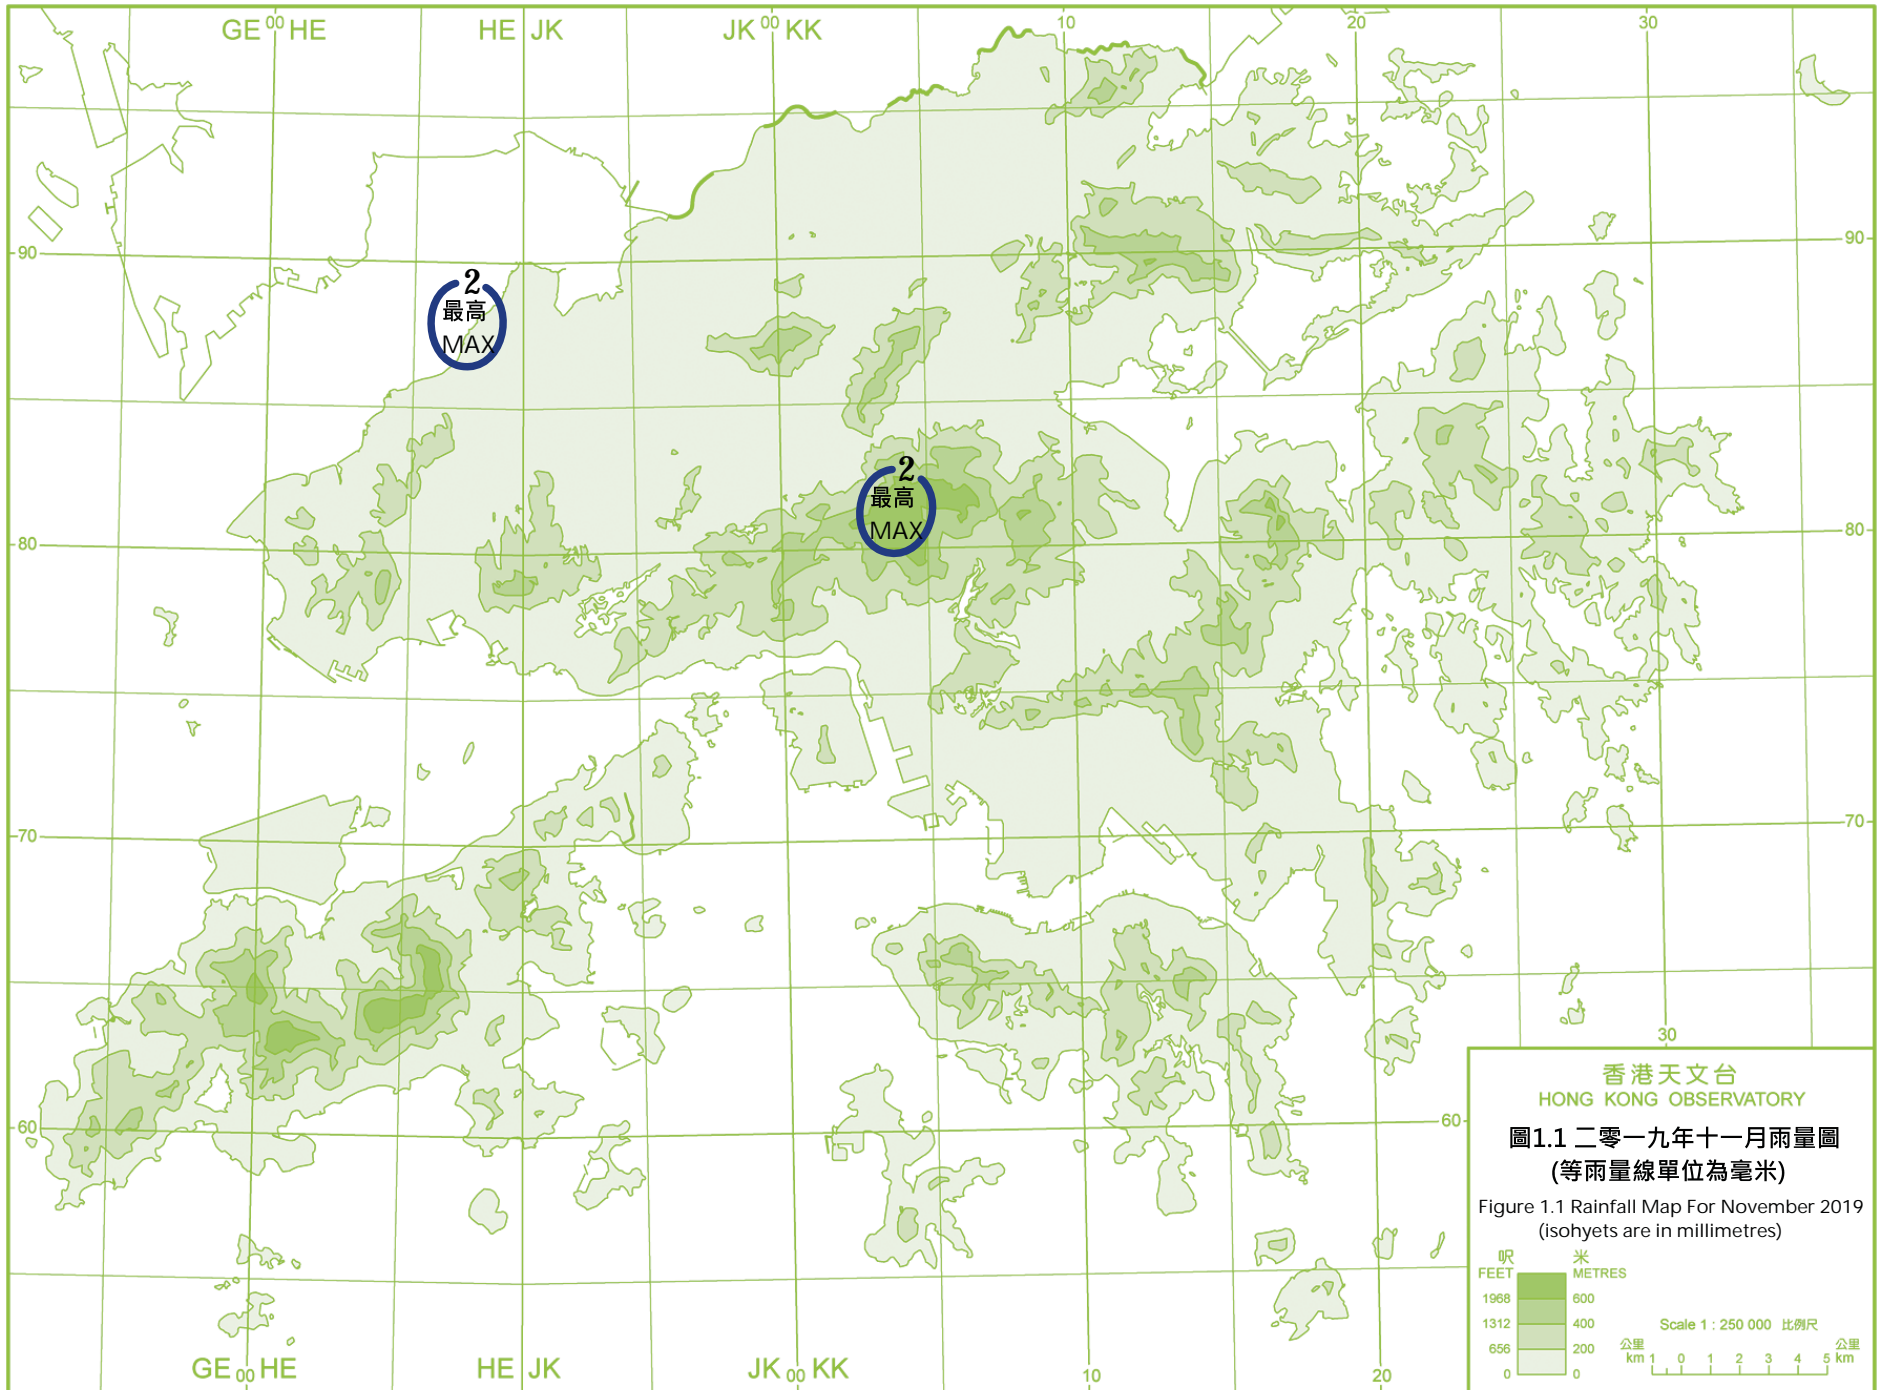 GE 00 HE HE JK JK 00 KK 10 20 30
90 90
2
最高
MAX
2
最高
MAX
80 80
70 70
30
60 60
香港天文台
HONG KONG OBSERVATORY
圖1.1 二零一九年十一月雨量圖
(等雨量線單位為毫米)
Figure 1.1 Rainfall Map For November 2019
(isohyets are in millimetres)
呎 米
FEET METRES
1968 600
1312 400
656 200
0 0
Scale 1 : 250 000 比例尺
公里 公里
km 1 0 1 2 3 4 5 km
GE 00 HE HE JK JK 00 KK 10 20